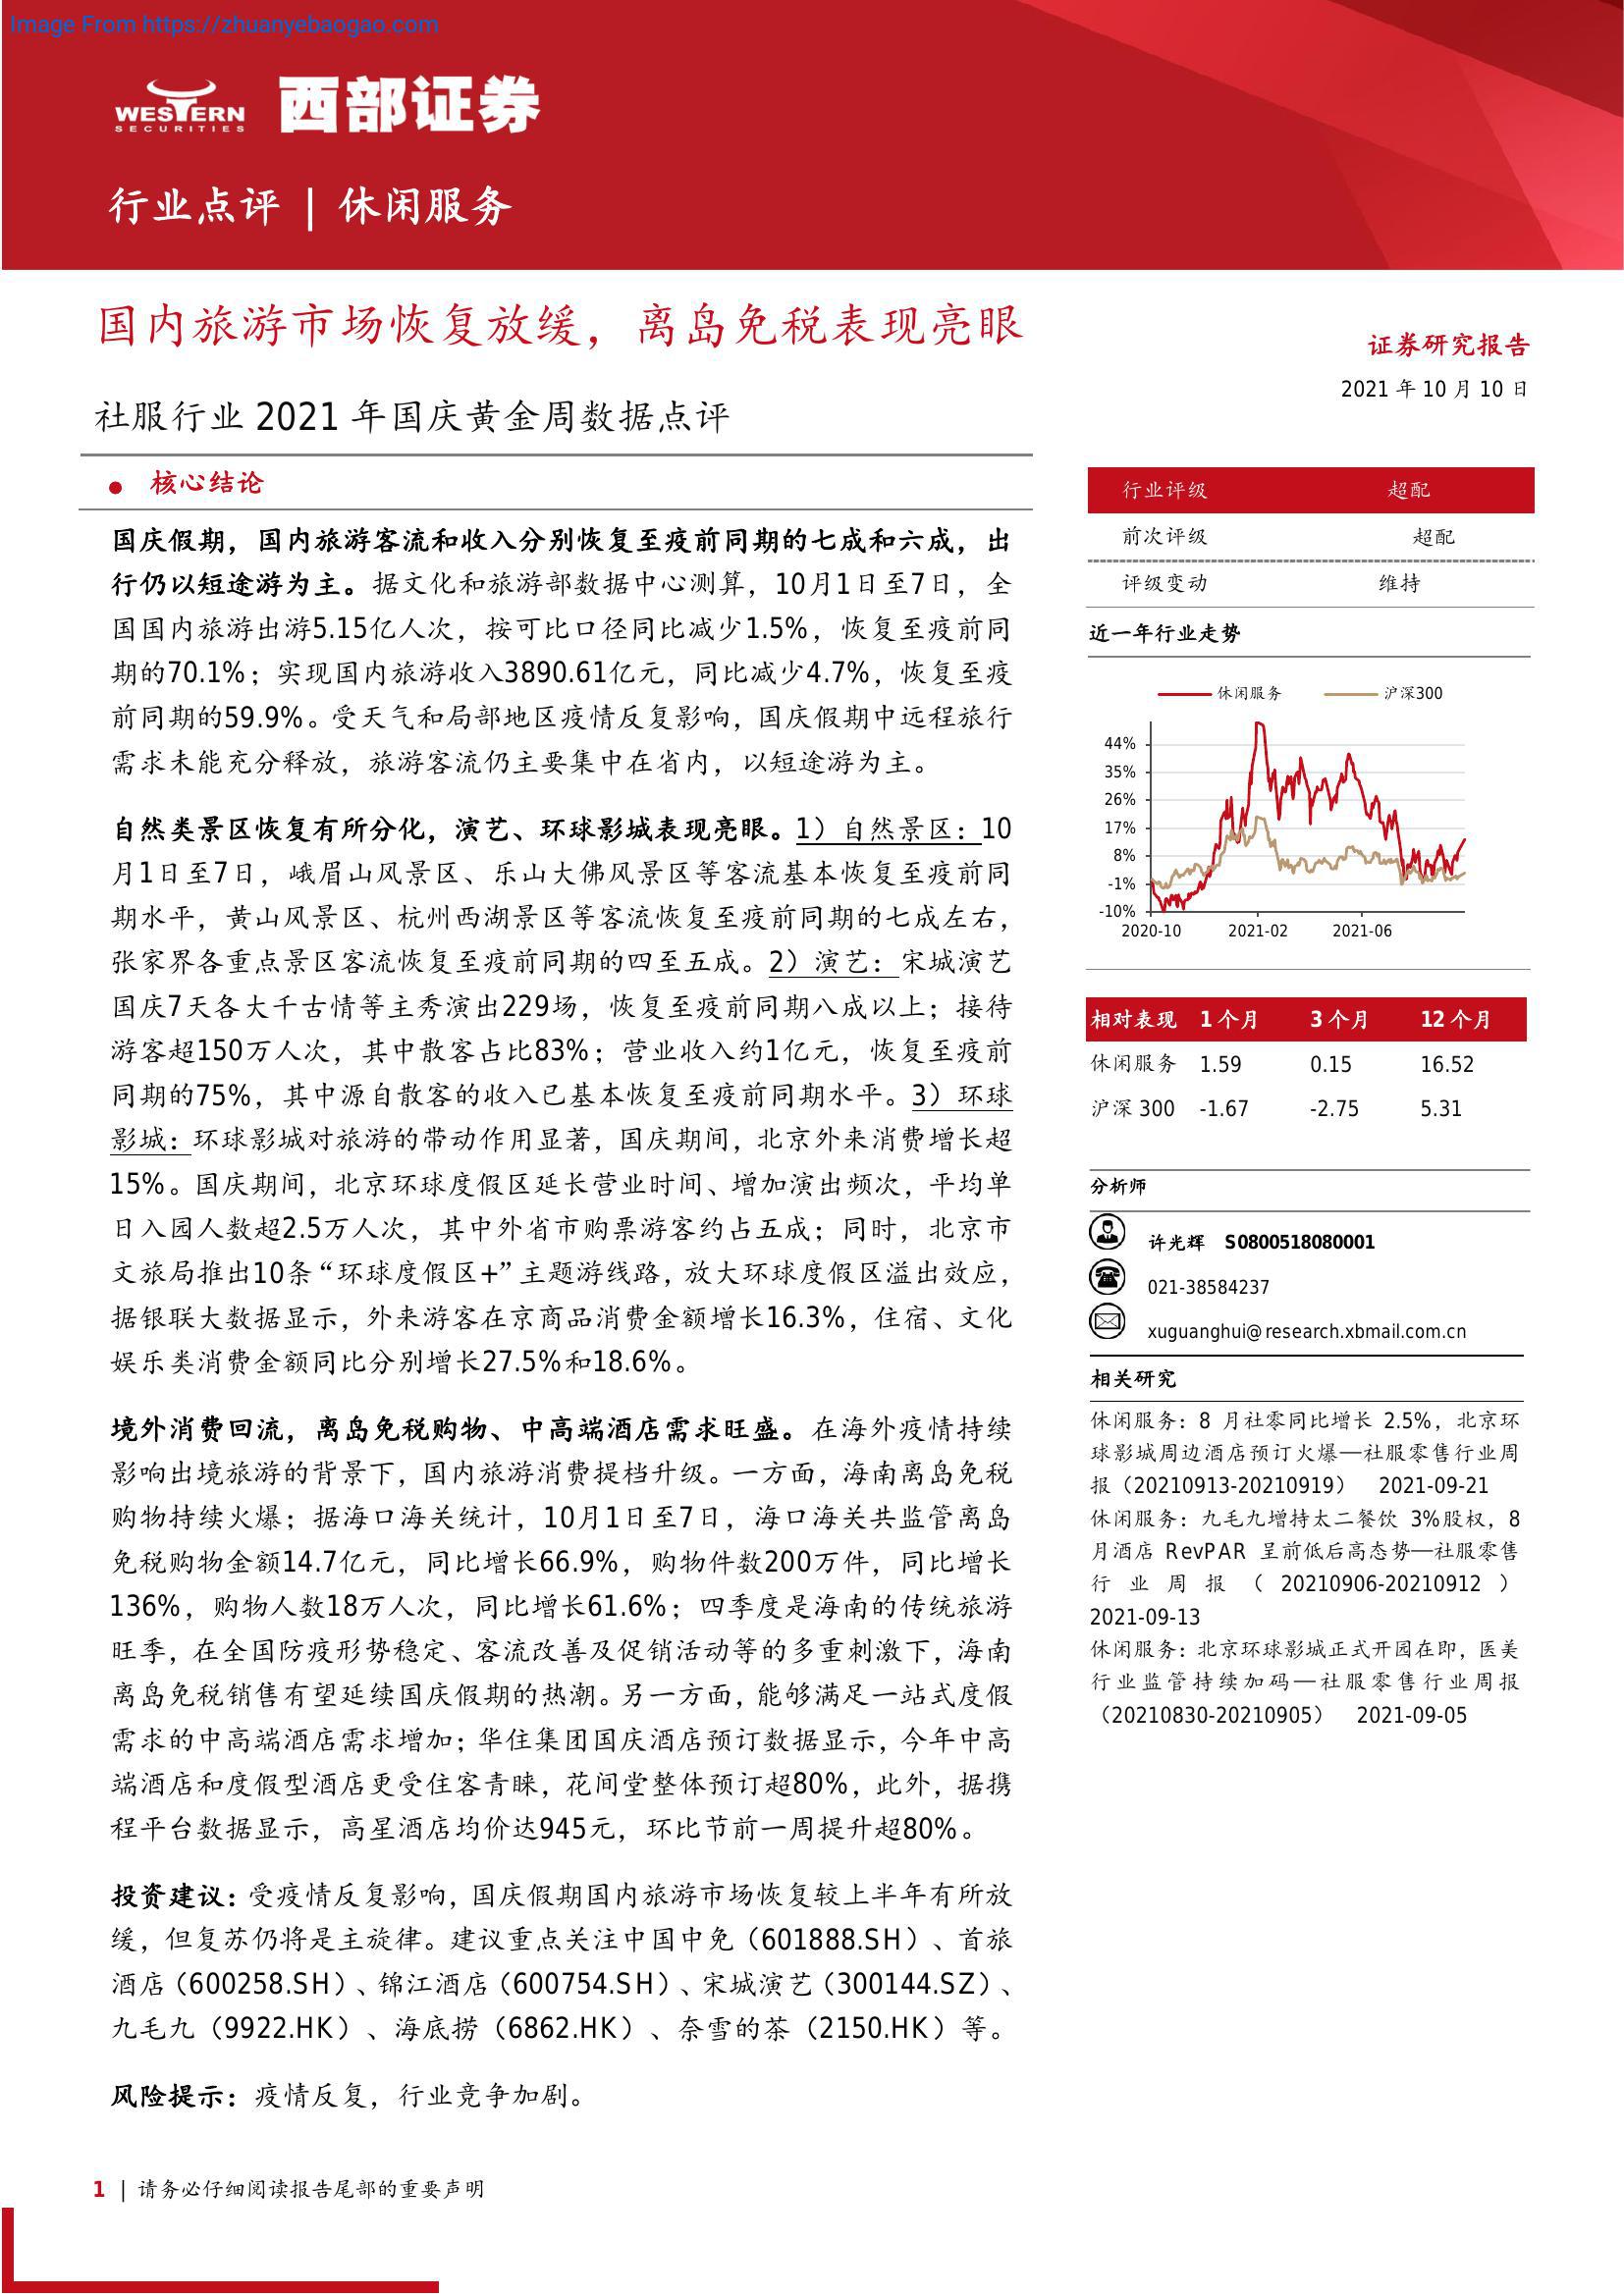 Image From https://zhuanyebaogao.com
WESTERN
SECURITIES
西部证券
行业点评 | 休闲服务
国内旅游市场恢复放缓，离岛免税表现亮眼
社服行业 2021 年国庆黄金周数据点评
● 核心结论
国庆假期，国内旅游客流和收入分别恢复至疫前同期的七成和六成，出
行仍以短途游为主。据文化和旅游部数据中心测算，10月1日至7日，全
国国内旅游出游5.15亿人次，按可比口径同比减少1.5%，恢复至疫前同
期的70.1%；实现国内旅游收入3890.61亿元，同比减少4.7%，恢复至疫
前同期的59.9%。受天气和局部地区疫情反复影响，国庆假期中远程旅行
需求未能充分释放，旅游客流仍主要集中在省内，以短途游为主。
自然类景区恢复有所分化，演艺、环球影城表现亮眼。1）自然景区：10
月1日至7日，峨眉山风景区、乐山大佛风景区等客流基本恢复至疫前同
期水平，黄山风景区、杭州西湖景区等客流恢复至疫前同期的七成左右，
张家界各重点景区客流恢复至疫前同期的四至五成。2）演艺：宋城演艺
国庆7天各大千古情等主秀演出229场，恢复至疫前同期八成以上；接待
游客超150万人次，其中散客占比83%；营业收入约1亿元，恢复至疫前
同期的75%，其中源自散客的收入已基本恢复至疫前同期水平。3）环球
影城：环球影城对旅游的带动作用显著，国庆期间，北京外来消费增长超
15%。国庆期间，北京环球度假区延长营业时间、增加演出频次，平均单
日入园人数超2.5万人次，其中外省市购票游客约占五成；同时，北京市
文旅局推出10条“环球度假区+”主题游线路，放大环球度假区溢出效应，
据银联大数据显示，外来游客在京商品消费金额增长16.3%，住宿、文化
娱乐类消费金额同比分别增长27.5%和18.6%。
境外消费回流，离岛免税购物、中高端酒店需求旺盛。在海外疫情持续
影响出境旅游的背景下，国内旅游消费提档升级。一方面，海南离岛免税
购物持续火爆；据海口海关统计，10月1日至7日，海口海关共监管离岛
免税购物金额14.7亿元，同比增长66.9%，购物件数200万件，同比增长
136%，购物人数18万人次，同比增长61.6%；四季度是海南的传统旅游
旺季，在全国防疫形势稳定、客流改善及促销活动等的多重刺激下，海南
离岛免税销售有望延续国庆假期的热潮。另一方面，能够满足一站式度假
需求的中高端酒店需求增加；华住集团国庆酒店预订数据显示，今年中高
端酒店和度假型酒店更受住客青睐，花间堂整体预订超80%，此外，据携
程平台数据显示，高星酒店均价达945元，环比节前一周提升超80%。
投资建议：受疫情反复影响，国庆假期国内旅游市场恢复较上半年有所放
缓，但复苏仍将是主旋律。建议重点关注中国中免（601888.SH）、首旅
酒店（600258.SH）、锦江酒店（600754.SH）、宋城演艺（300144.SZ）、
九毛九（9922.HK）、海底捞（6862.HK）、奈雪的茶（2150.HK）等。
风险提示：疫情反复，行业竞争加剧。
证券研究报告
2021 年 10 月 10 日
行业评级 超配
前次评级 超配
评级变动 维持
近一年行业走势
休闲服务 沪深300
44%
35%
26%
17%
8%
-1%
-10%
2020-10 2021-02 2021-06
相对表现 1 个月 3 个月 12 个月
休闲服务 1.59 0.15 16.52
沪深 300 -1.67 -2.75 5.31
分析师
许光辉 S0800518080001
021-38584237
xuguanghui@research.xbmail.com.cn
相关研究
休闲服务：8 月社零同比增长 2.5%，北京环
球影城周边酒店预订火爆—社服零售行业周
报（20210913-20210919） 2021-09-21
休闲服务：九毛九增持太二餐饮 3%股权，8
月酒店 RevPAR 呈前低后高态势—社服零售
行业周报（20210906-20210912）
2021-09-13
休闲服务：北京环球影城正式开园在即，医美
行业监管持续加码—社服零售行业周报
（20210830-20210905） 2021-09-05
1 | 请务必仔细阅读报告尾部的重要声明